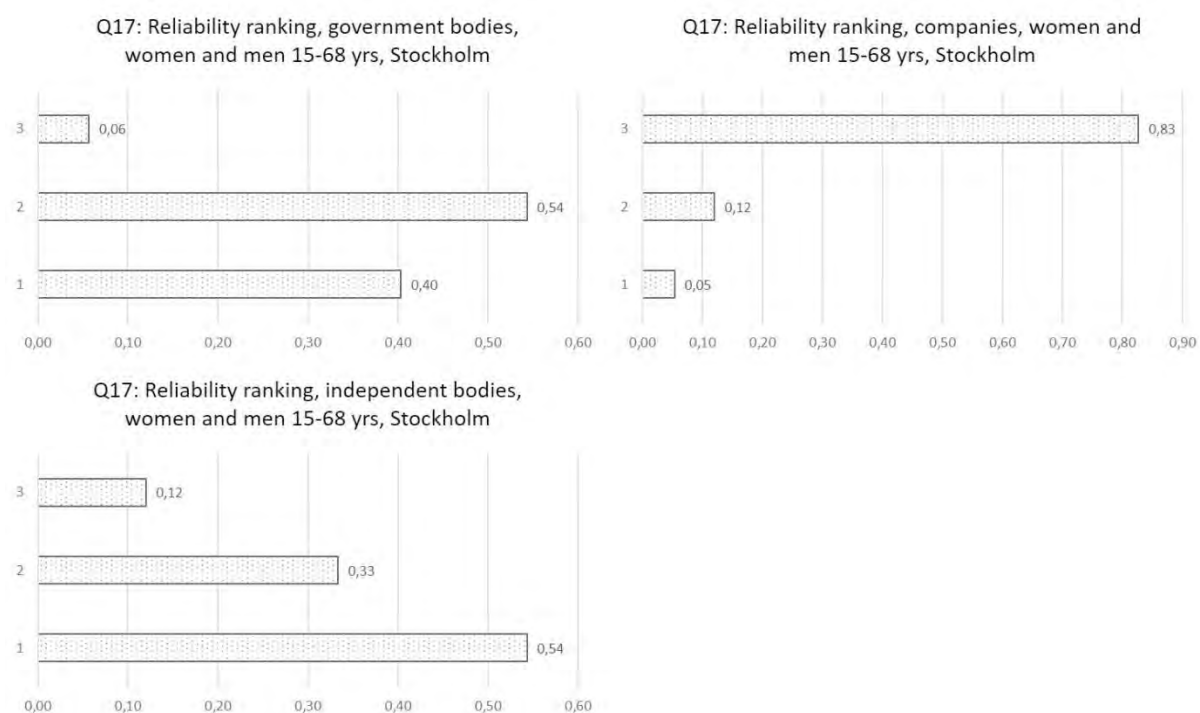 Q17: Reliability ranking, government bodies,
women and men 15-68 yrs, Stockholm
3
0,06
2
0,54
1
0,40
0,00 0,10 0,20 0,30 0,40 0,50 0,60
Q17: Reliability ranking, companies, women and
men 15-68 yrs, Stockholm
3
0,83
2
0,12
1
0,05
0,00 0,10 0,20 0,30 0,40 0,50 0,60 0,70 0,80 0,90
Q17: Reliability ranking, independent bodies,
women and men 15-68 yrs, Stockholm
3
0,12
2
0,33
1
0,54
0,00 0,10 0,20 0,30 0,40 0,50 0,60